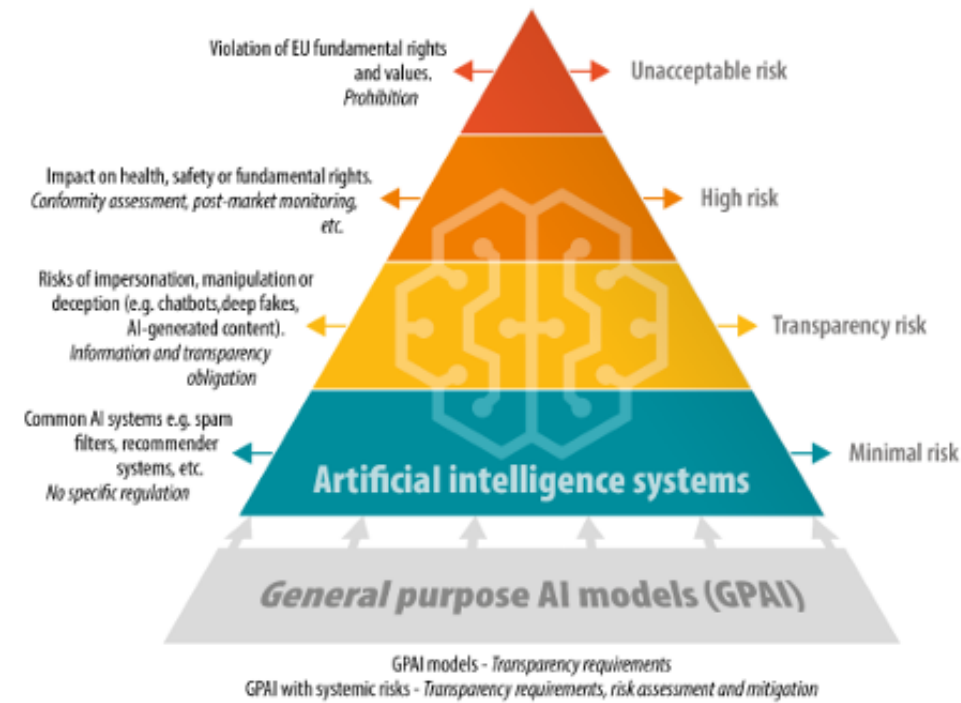 Violation of EU fundamental rights
and values.
Prohibition
Unacceptable risk
Impact on health, safety or fundamental rights.
Conformity assessment, post-market monitoring,
etc.
High risk
Risks of impersonation, manipulation or
deception (e.g. chatbots,deep fakes,
AI-generated content).
Information and transparency
obligation
Transparency risk
Common AI systems e.g. spam
filters, recommender
systems, etc.
No specific regulation
Minimal risk
Artificial intelligence systems
General purpose AI models (GPAI)
GPAI models - Transparency requirements
GPAI with systemic risks - Transparency requirements, risk assessment and mitigation